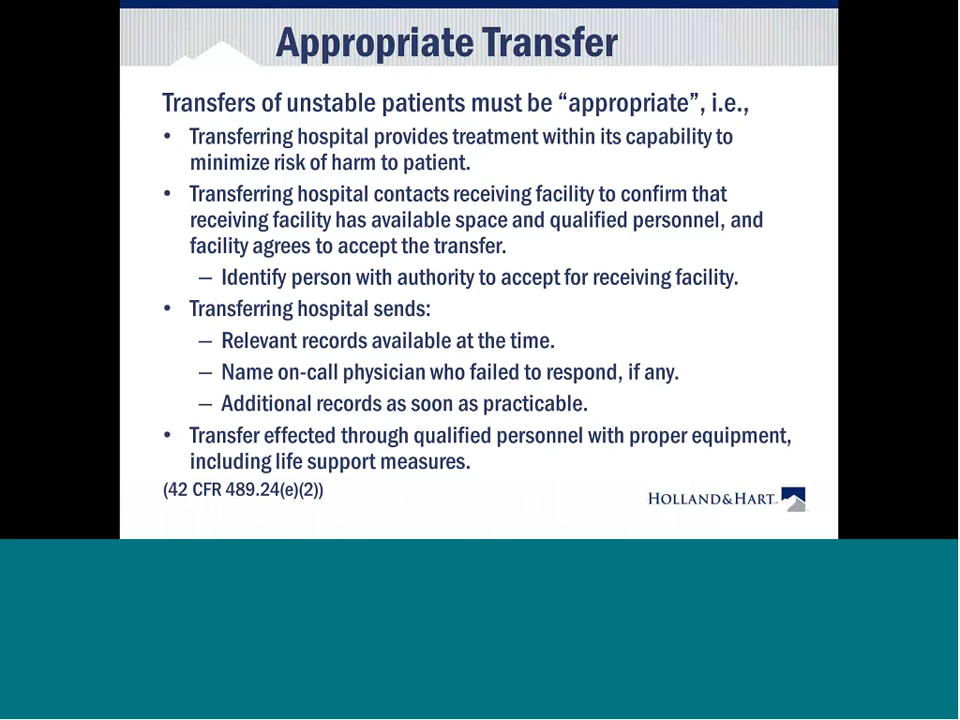 Appropriate Transfer
Transfers of unstable patients must be “appropriate”, i.e.,
• Transferring hospital provides treatment within its capability to
minimize risk of harm to patient.
• Transferring hospital contacts receiving facility to confirm that
receiving facility has available space and qualified personnel, and
facility agrees to accept the transfer.
– Identify person with authority to accept for receiving facility.
• Transferring hospital sends:
– Relevant records available at the time.
– Name on-call physician who failed to respond, if any.
– Additional records as soon as practicable.
• Transfer effected through qualified personnel with proper equipment,
including life support measures.
(42 CFR 489.24(e)(2))
HOLLAND&HART